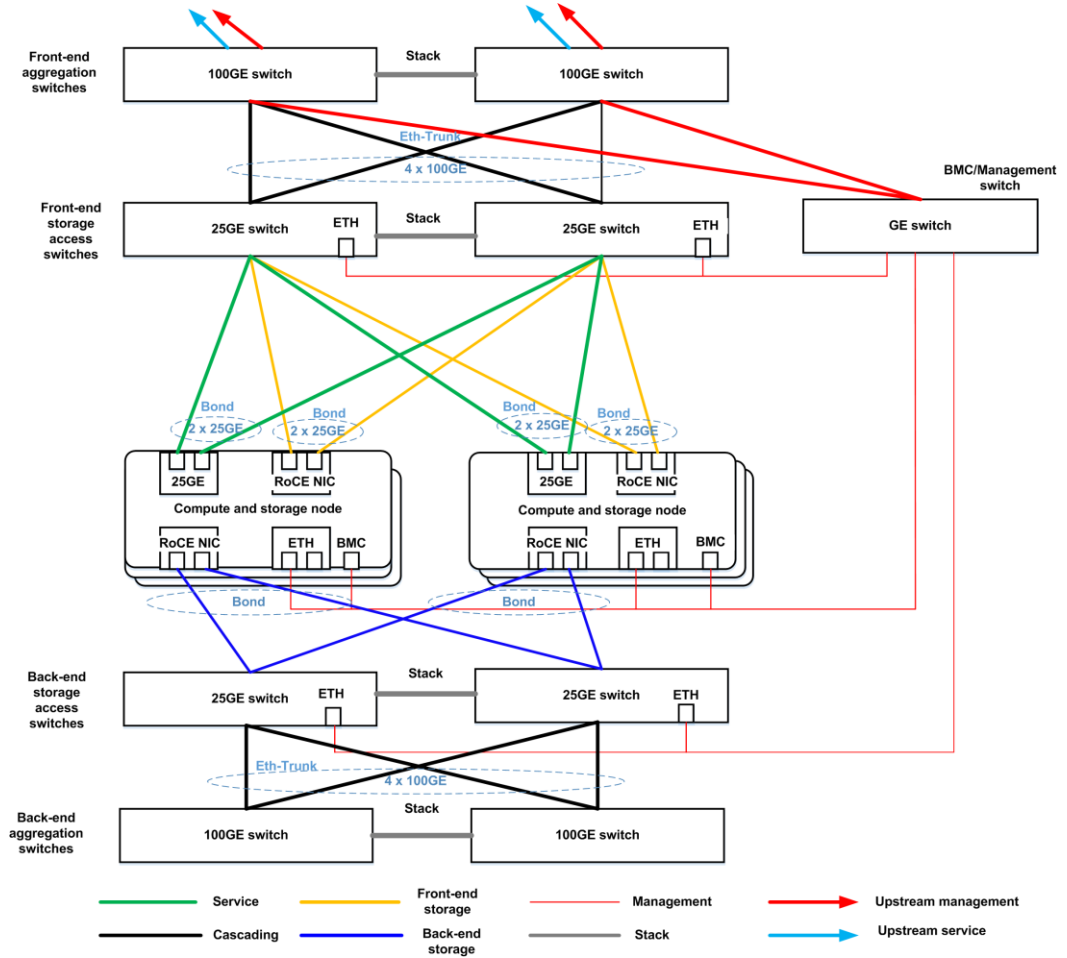 Front-end
aggregation
switches
100GE switch
Stack
100GE switch
Eth-Trunk
4 x 100GE
BMC/Management
switch
GE switch
Front-end
storage
access
switches
25GE switch
ETH
Stack
25GE switch
ETH
Bond
2 x 25GE
Bond
2 x 25GE
Bond
2 x 25GE
Bond
2 x 25GE
25GE
RoCE NIC
Compute and storage node
RoCE NIC
ETH
BMC
25GE
RoCE NIC
Compute and storage node
RoCE NIC
ETH
BMC
Bond
Bond
Back-end
storage
access
switches
25GE switch
ETH
Stack
25GE switch
ETH
Eth-Trunk
4 x 100GE
Back-end
aggregation
switches
100GE switch
Stack
100GE switch
Service
Front-end
storage
Management
Upstream management
Cascading
Back-end
storage
Stack
Upstream service